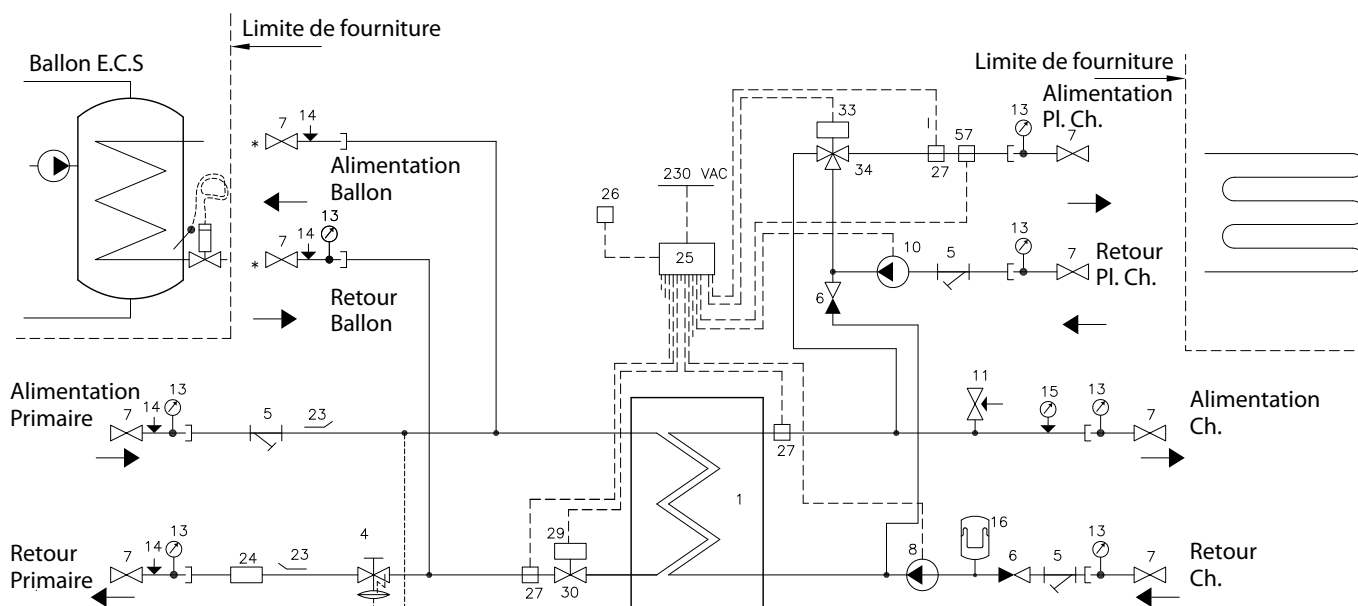 Limite de fourniture
Ballon E.C.S
7
14
*
Alimentation
Ballon
13
7
14
*
Retour
Ballon
Limite de fourniture
Alimentation
Pl. Ch.
33
34
27
57
13
7
230 VAC
26
25
10
5
13
7
Retour
Pl. Ch.
6
Alimentation
Primaire
7
14
13
5
23
27
11
15
13
7
Alimentation
Ch.
1
Retour
Primaire
7
14
13
24
23
4
27
29
30
8
16
6
5
13
7
Retour
Ch.